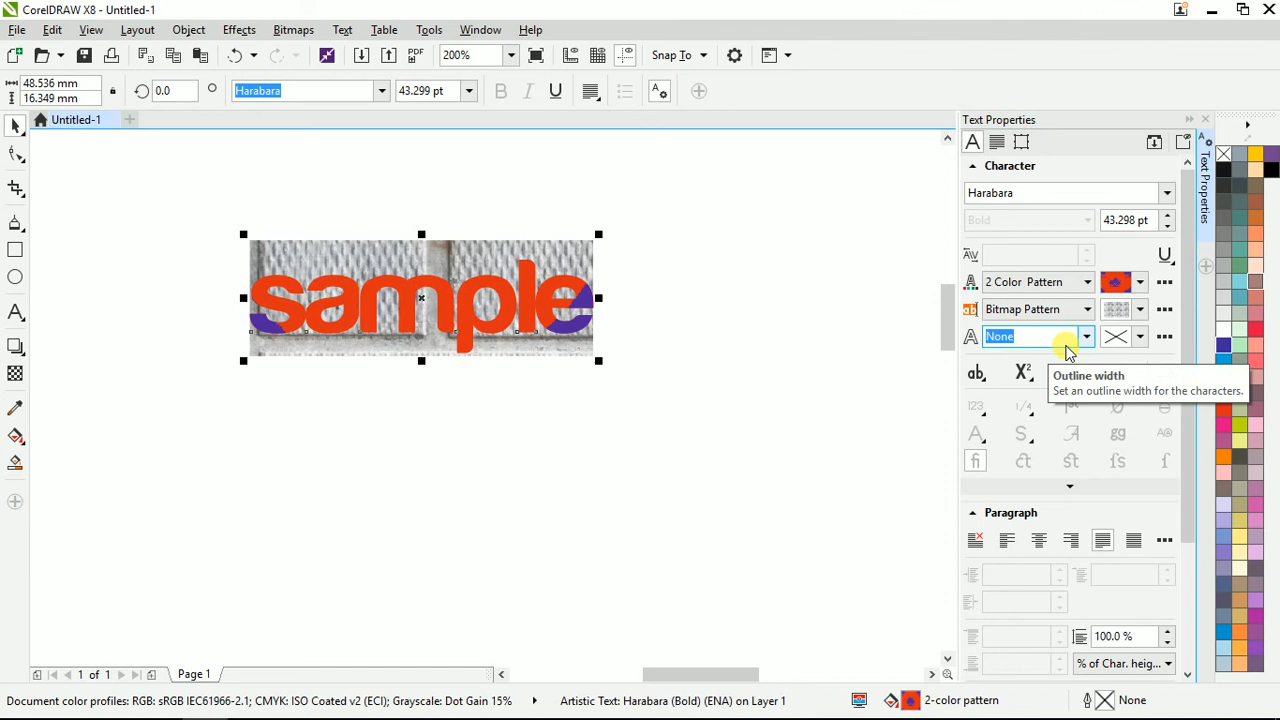 CorelDRAW X8 - Untitled-1
File Edit View Layout Object Effects Bitmaps Text Table Tools Window Help
PDF 200% Snap To
48.536 mm
16.349 mm
0.0 Harabara 43.299 pt B I U
Untitled-1
sample
Text Properties
Character
Harabara
Bold 43.298 pt
2 Color Pattern
Bitmap Pattern
None
Outline width
Set an outline width for the characters.
Paragraph
100.0 %
% of Char. heig...
Text Properties
1 of 1 Page 1
Document color profiles: RGB: sRGB IEC61966-2.1; CMYK: ISO Coated v2 (ECI); Grayscale: Dot Gain 15% Artistic Text: Harabara (Bold) (ENA) on Layer 1 2-color pattern None